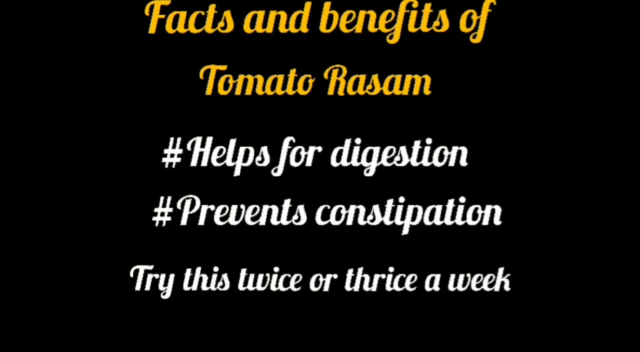 Facts and benefits of
Tomato Rasam
#Helps for digestion
#Prevents constipation
Try this twice or thrice a week